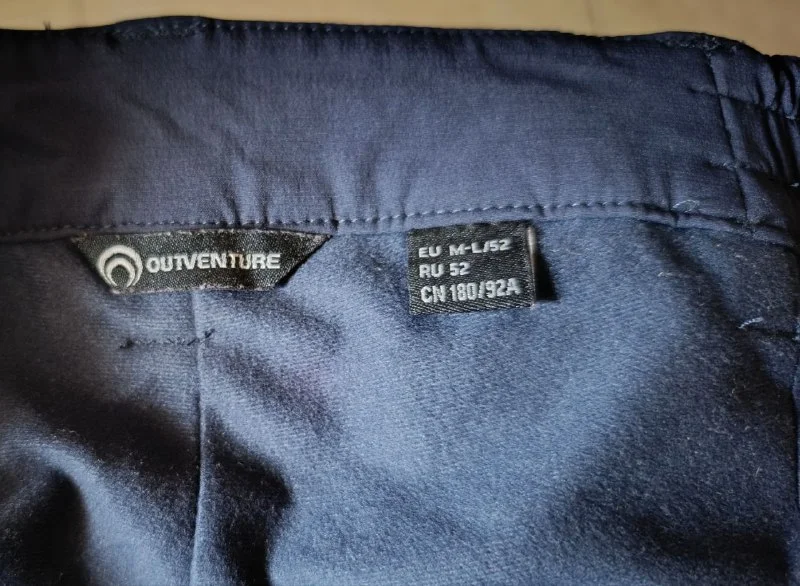 OUTVENTURE
EU M-L/52
RU 52
CN 180/92A